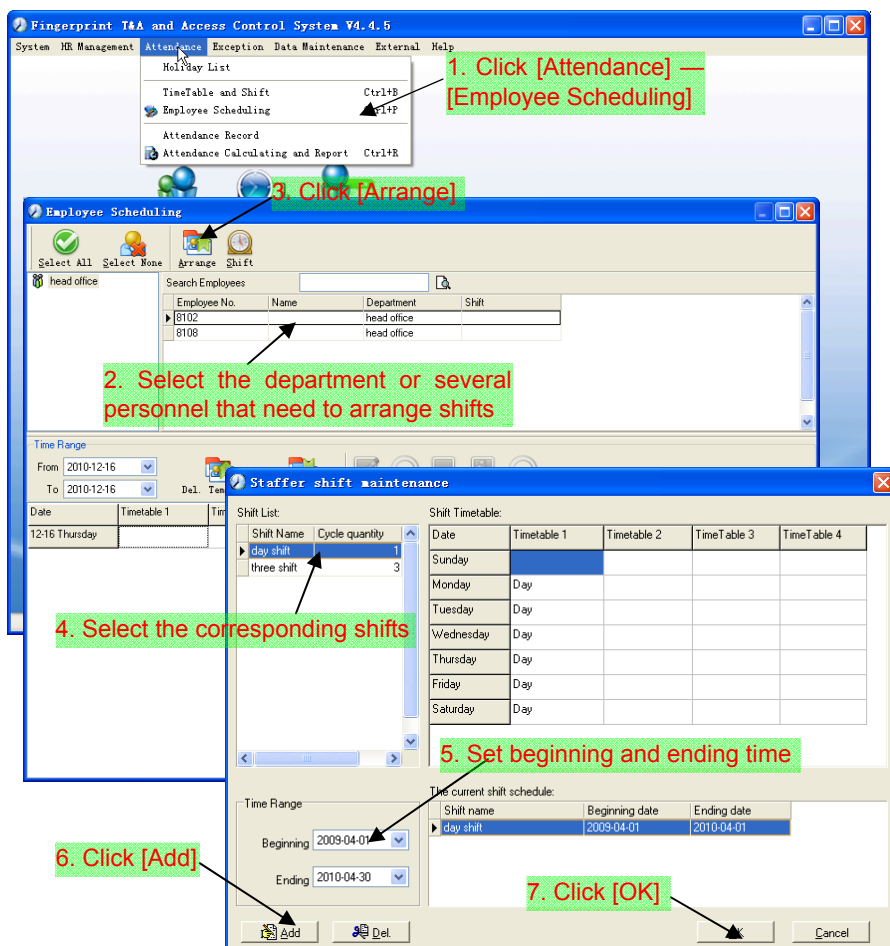 Fingerprint T&A and Access Control System V4.4.5
System HR Management Attendance Exception Data Maintenance External Help
Holiday List
TimeTable and Shift Ctrl+B
Employee Scheduling Ctrl+P
Attendance Record
Attendance Calculating and Report Ctrl+R
1. Click [Attendance] —
[Employee Scheduling]
3. Click [Arrange]
Employee Scheduling
Select All Select None Arrange Shift
head office
Search Employees
Employee No. Name Department Shift
8102 head office
8108 head office
2. Select the department or several
personnel that need to arrange shifts
Time Range
From 2010-12-16
To 2010-12-16
Del.
Date Timetable 1
12-16 Thursday
Staffer shift maintenance
Shift List:
Shift Name Cycle quantity
day shift 1
three shift 3
Shift Timetable:
Date Timetable 1 Timetable 2 TimeTable 3 TimeTable 4
Sunday
Monday Day
Tuesday Day
Wednesday Day
Thursday Day
Friday Day
Saturday Day
4. Select the corresponding shifts
5. Set beginning and ending time
Time Range
Beginning 2009-04-01
Ending 2010-04-30
The current shift schedule:
Shift name Beginning date Ending date
day shift 2009-04-01 2010-04-01
6. Click [Add]
7. Click [OK]
Add Del. Cancel